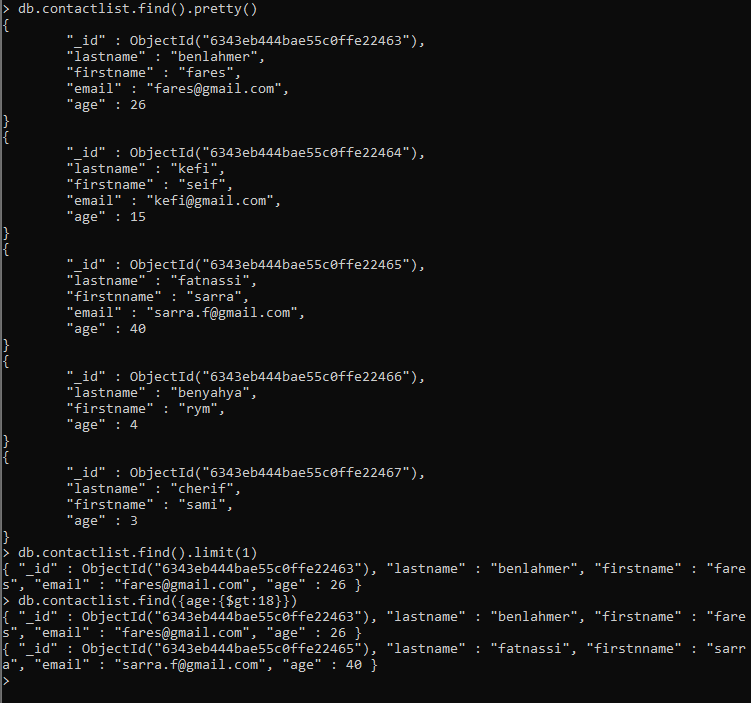 > db.contactlist.find().pretty()
{
        "_id" : ObjectId("6343eb444bae55c0ffe22463"),
        "lastname" : "benlahmer",
        "firstname" : "fares",
        "email" : "fares@gmail.com",
        "age" : 26
}
{
        "_id" : ObjectId("6343eb444bae55c0ffe22464"),
        "lastname" : "kefi",
        "firstname" : "seif",
        "email" : "kefi@gmail.com",
        "age" : 15
}
{
        "_id" : ObjectId("6343eb444bae55c0ffe22465"),
        "lastname" : "fatnassi",
        "firstnname" : "sarra",
        "email" : "sarra.f@gmail.com",
        "age" : 40
}
{
        "_id" : ObjectId("6343eb444bae55c0ffe22466"),
        "lastname" : "benyahya",
        "firstname" : "rym",
        "age" : 4
}
{
        "_id" : ObjectId("6343eb444bae55c0ffe22467"),
        "lastname" : "cherif",
        "firstname" : "sami",
        "age" : 3
}
> db.contactlist.find().limit(1)
{ "_id" : ObjectId("6343eb444bae55c0ffe22463"), "lastname" : "benlahmer", "firstname" : "fare
s", "email" : "fares@gmail.com", "age" : 26 }
> db.contactlist.find({age:{$gt:18}})
{ "_id" : ObjectId("6343eb444bae55c0ffe22463"), "lastname" : "benlahmer", "firstname" : "fare
s", "email" : "fares@gmail.com", "age" : 26 }
{ "_id" : ObjectId("6343eb444bae55c0ffe22465"), "lastname" : "fatnassi", "firstnname" : "sarr
a", "email" : "sarra.f@gmail.com", "age" : 40 }
>